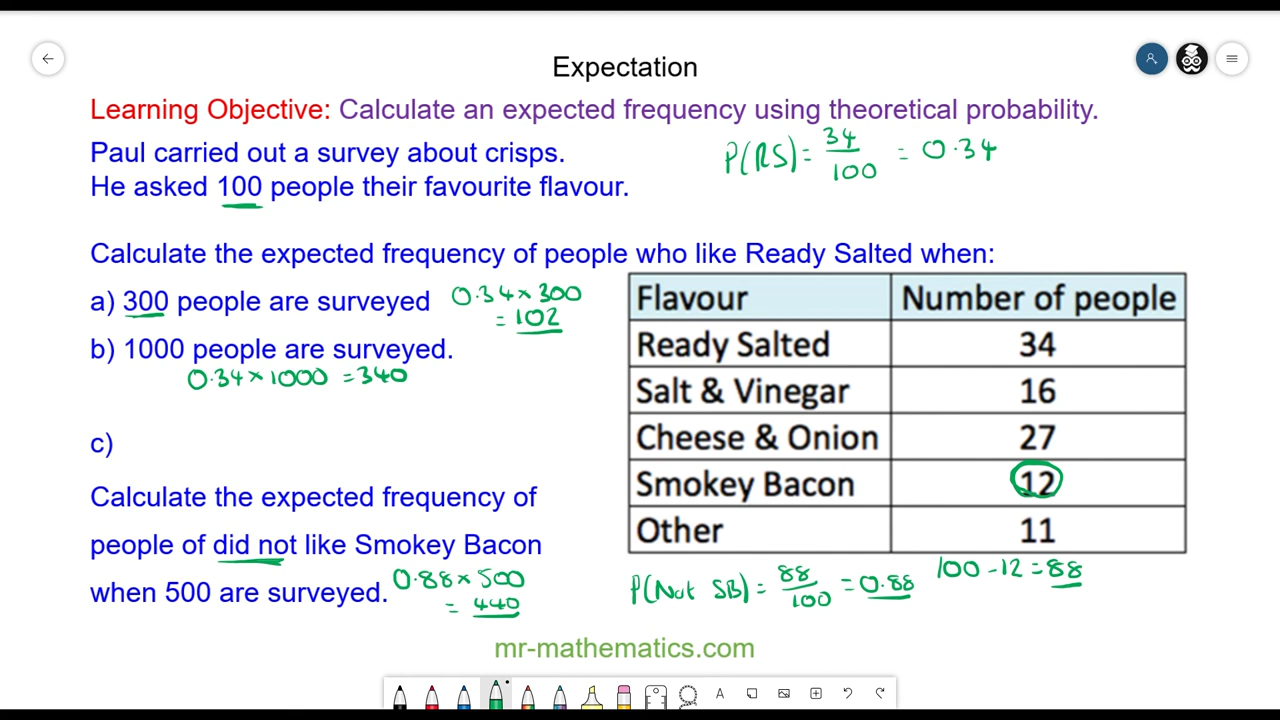 Expectation
Learning Objective: Calculate an expected frequency using theoretical probability.
Paul carried out a survey about crisps.
P(RS) = 34/100 = 0.34
He asked 100 people their favourite flavour.
Calculate the expected frequency of people who like Ready Salted when:
a) 300 people are surveyed
0.34 × 300
= 102
b) 1000 people are surveyed.
0.34 × 1000 = 340
Flavour Number of people
Ready Salted 34
Salt & Vinegar 16
Cheese & Onion 27
Smokey Bacon 12
Other 11
c)
Calculate the expected frequency of
people of did not like Smokey Bacon
when 500 are surveyed.
0.88 × 500
= 440
P(Not SB) = 88/100 = 0.88
100 - 12 = 88
mr-mathematics.com
A